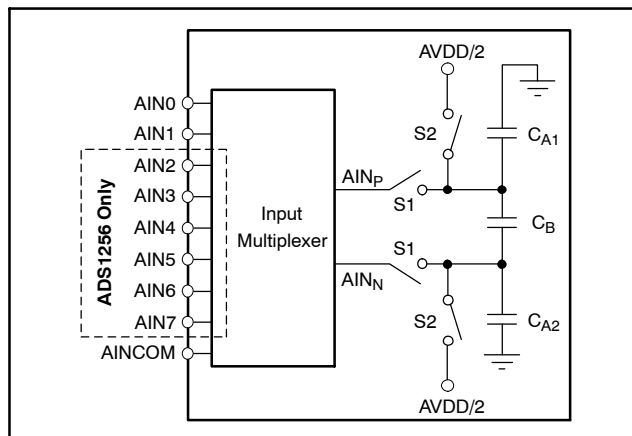 AVDD/2
AIN0
AIN1
AIN2
AIN3
AIN4
AIN5
AIN6
AIN7
AINCOM
ADS1256 Only
Input
Multiplexer
AINP
S1
S2
CA1
CB
S1
AINN
S2
CA2
AVDD/2